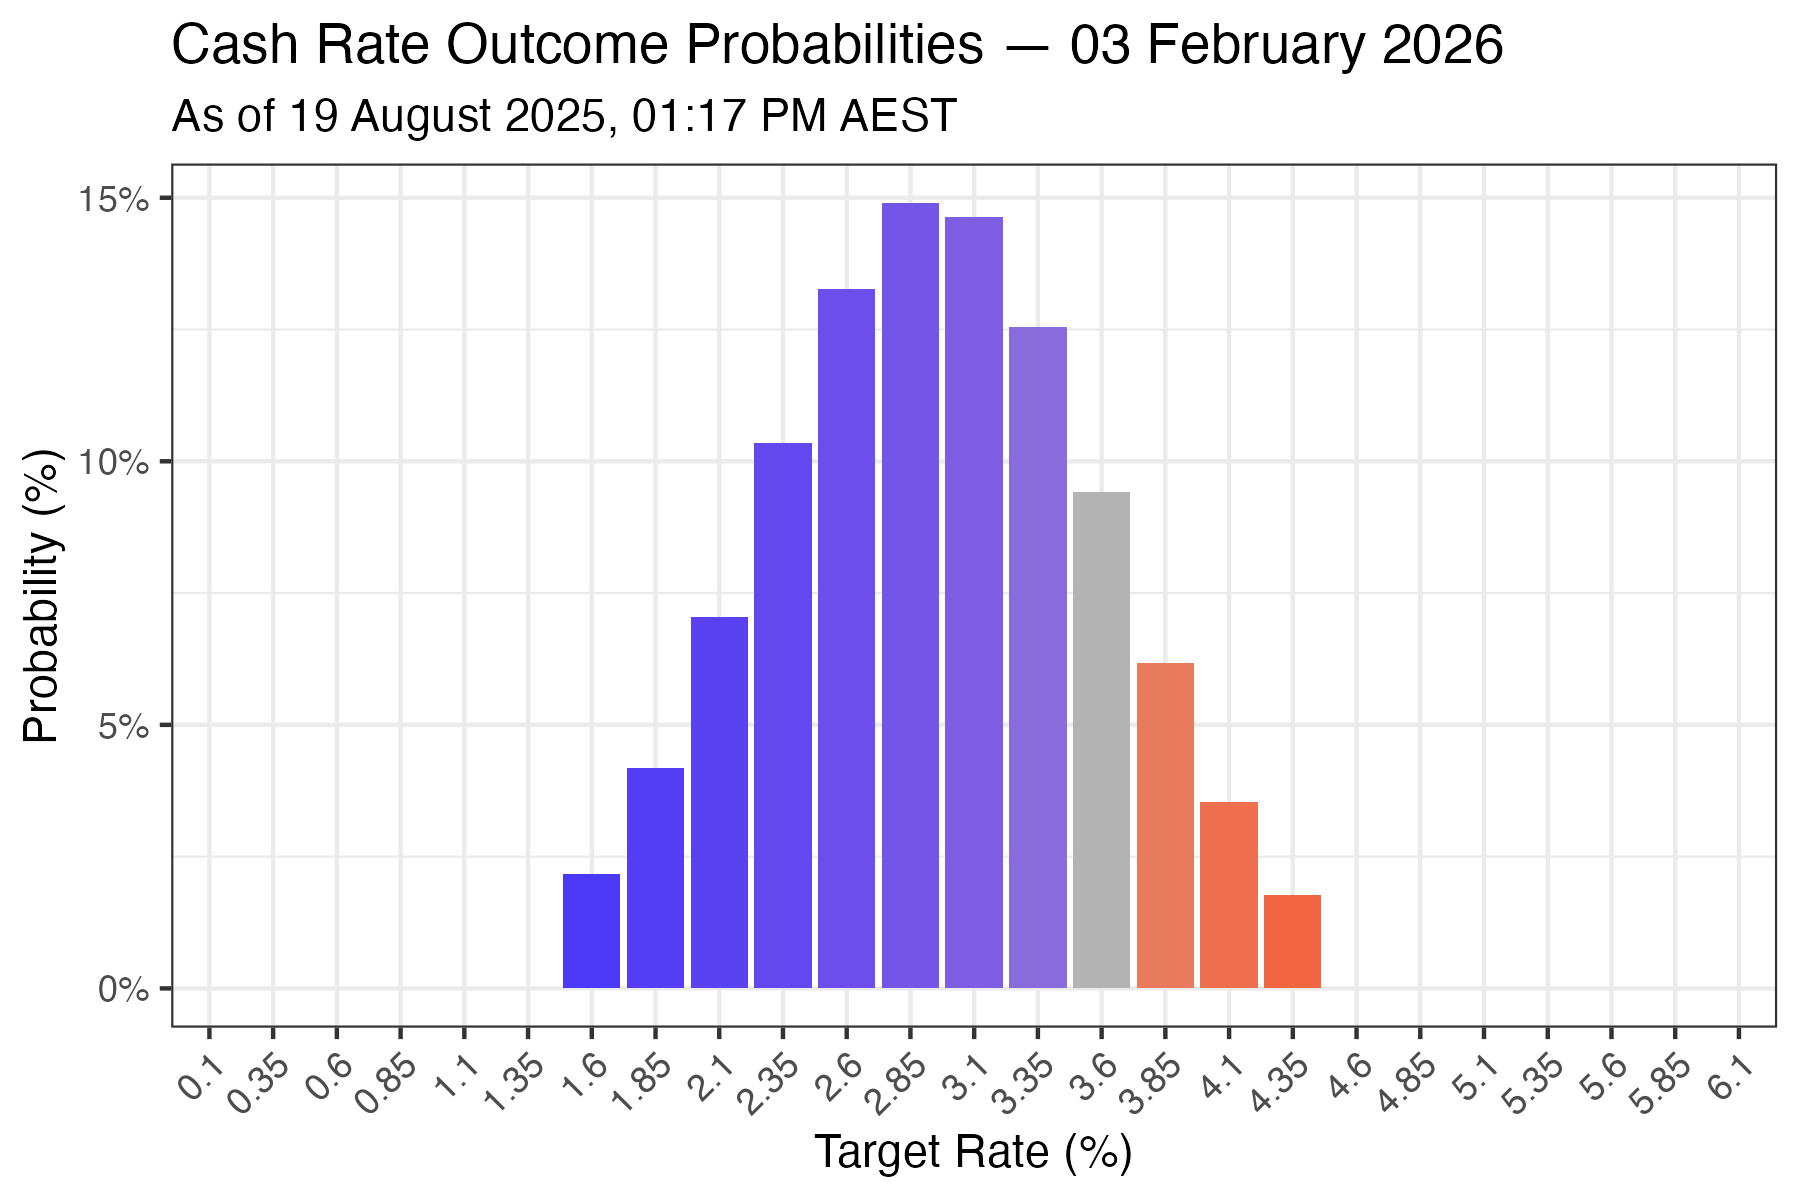 Cash Rate Outcome Probabilities — 03 February 2026
As of 19 August 2025, 01:17 PM AEST
Probability (%)
15%
10%
5%
0%
0.1 0.35 0.6 0.85 1.1 1.35 1.6 1.85 2.1 2.35 2.6 2.85 3.1 3.35 3.6 3.85 4.1 4.35 4.6 4.85 5.1 5.35 5.6 5.85 6.1
Target Rate (%)